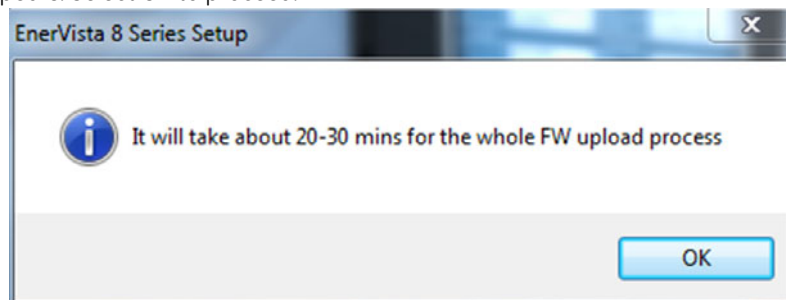 EnerVista 8 Series Setup
It will take about 20-30 mins for the whole FW upload process
OK